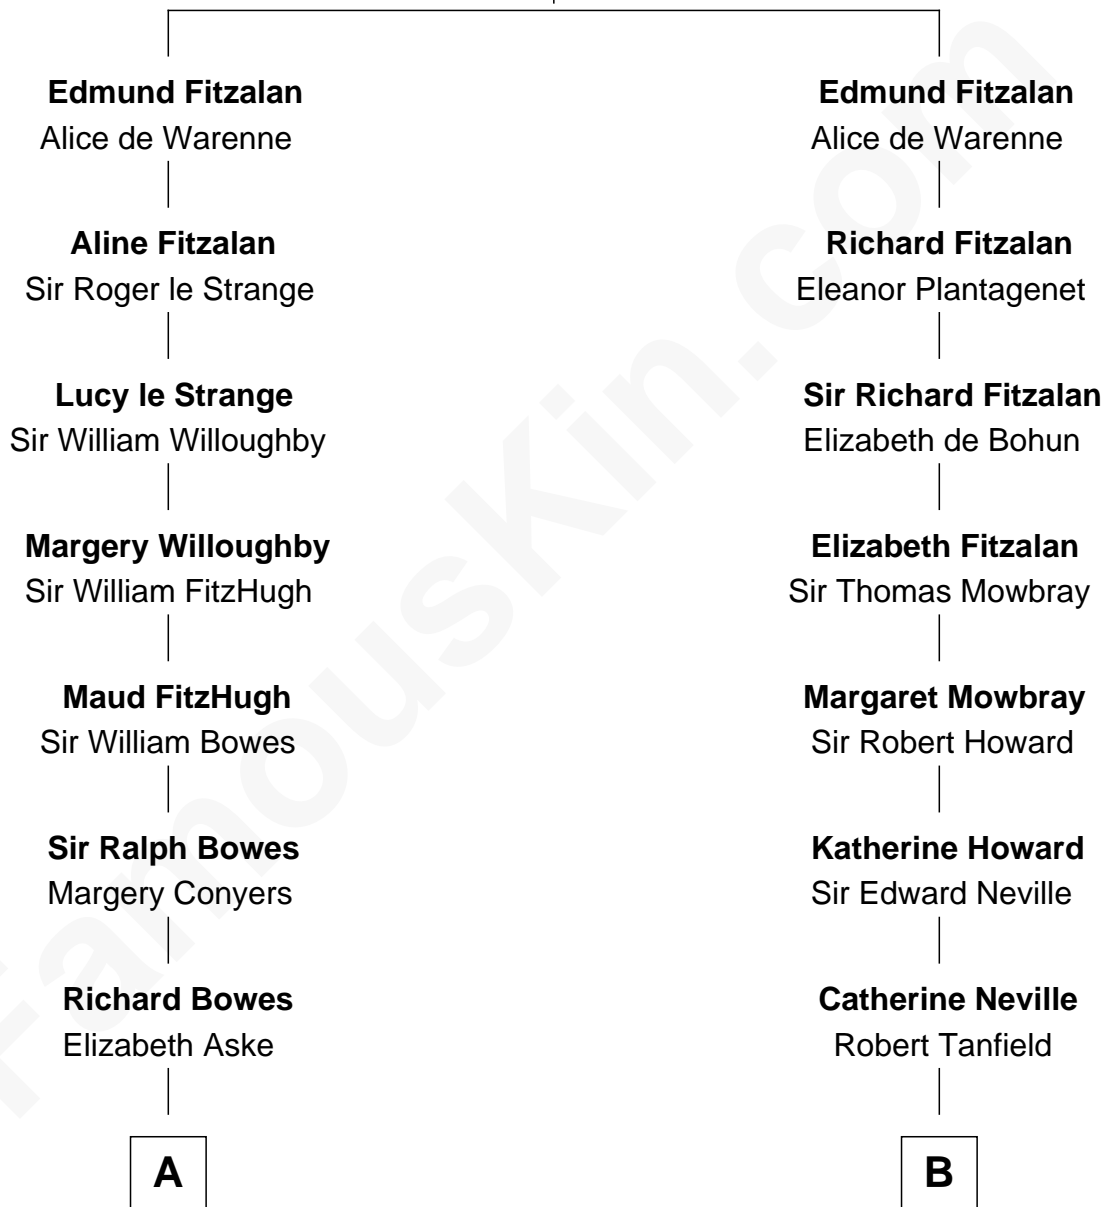 Edmund Fitzalan
Alice de Warenne
Aline Fitzalan
Sir Roger le Strange
Lucy le Strange
Sir William Willoughby
Margery Willoughby
Sir William FitzHugh
Maud FitzHugh
Sir William Bowes
Sir Ralph Bowes
Margery Conyers
Richard Bowes
Elizabeth Aske
A
Edmund Fitzalan
Alice de Warenne
Richard Fitzalan
Eleanor Plantagenet
Sir Richard Fitzalan
Elizabeth de Bohun
Elizabeth Fitzalan
Sir Thomas Mowbray
Margaret Mowbray
Sir Robert Howard
Katherine Howard
Sir Edward Neville
Catherine Neville
Robert Tanfield
B
FamousKin.com